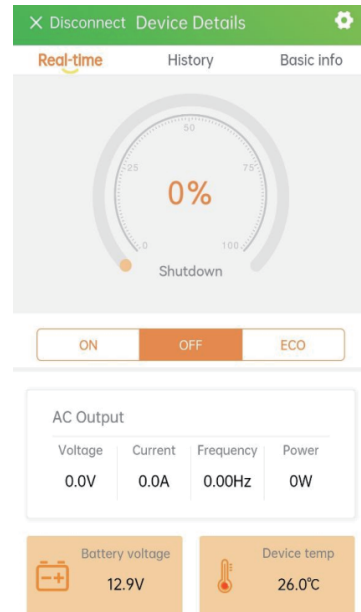 × Disconnect Device Details
Real-time History Basic info
50
25 75
0%
0 100
Shutdown
ON OFF ECO
AC Output
Voltage Current Frequency Power
0.0V 0.0A 0.00Hz 0W
Battery voltage Device temp
12.9V 26.0℃